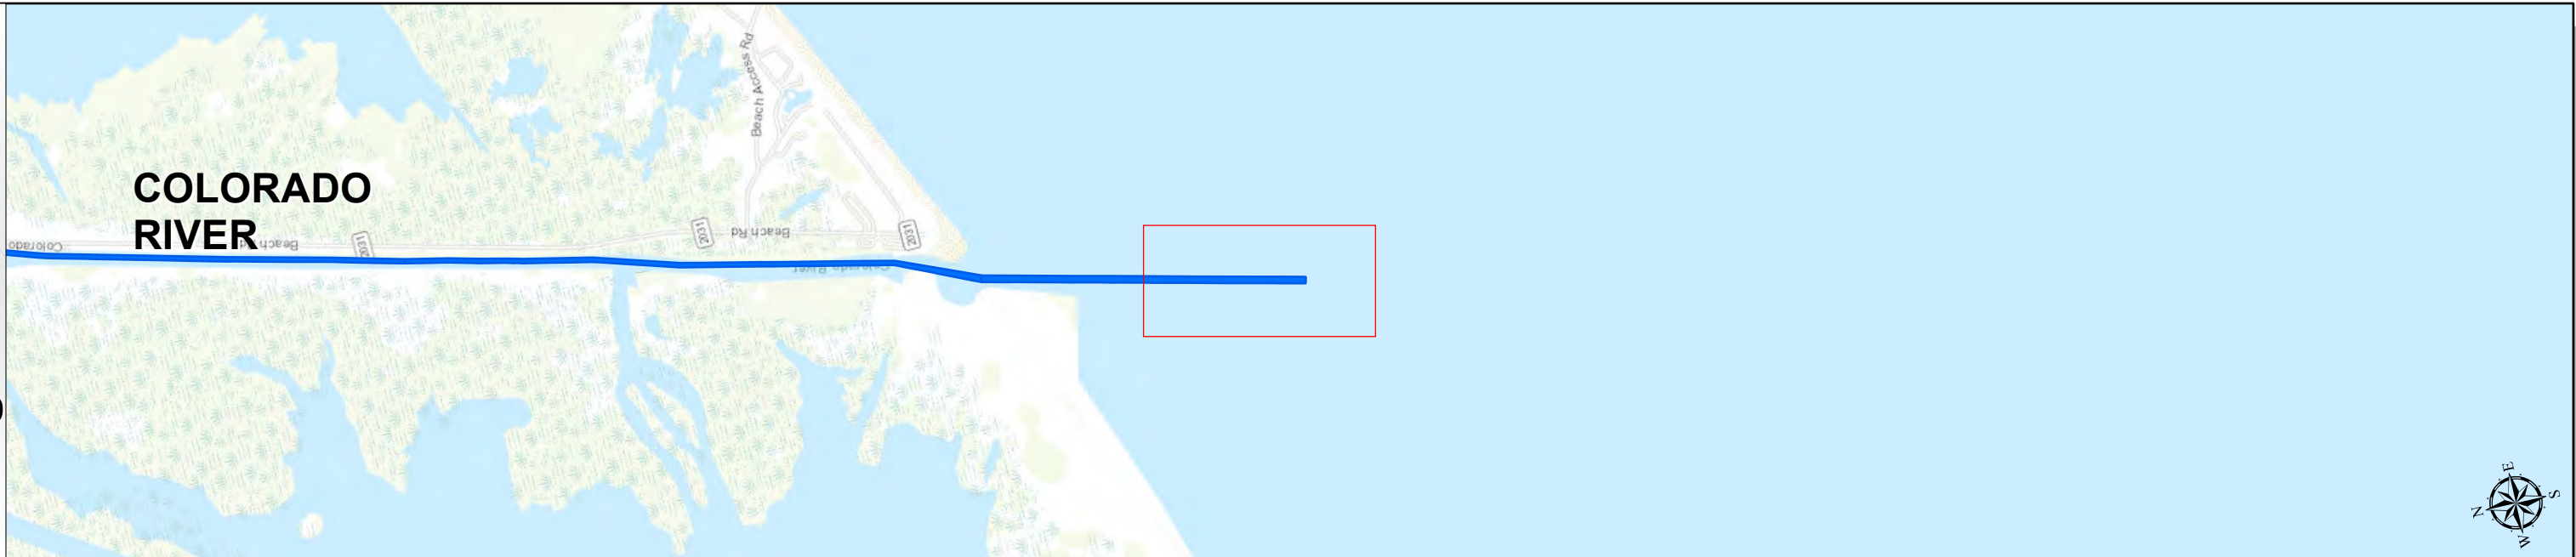 Beach Access Rd
COLORADO
RIVER
Colorado
Beach Rd
2031
2031
Beach Rd
2031
Colorado River
E
S
N
W